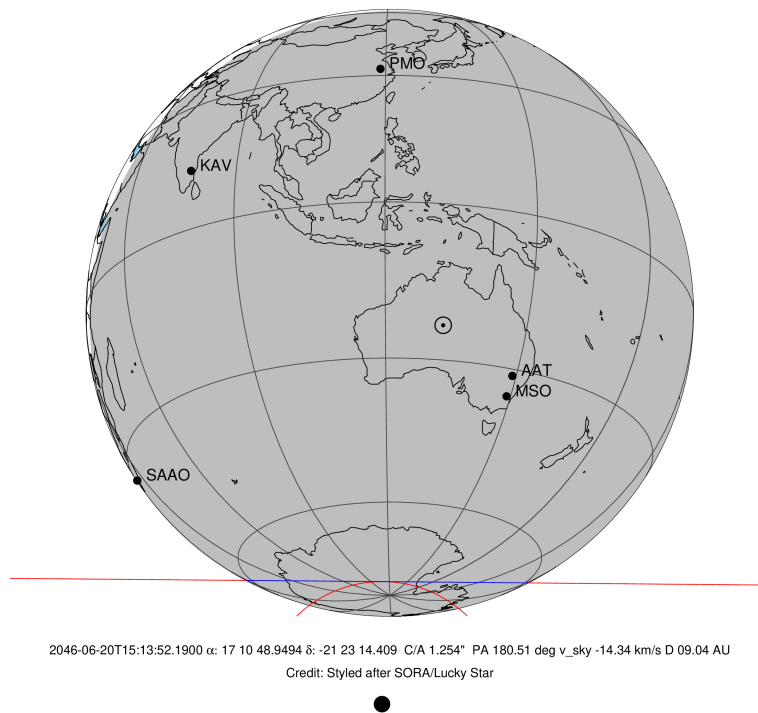 PMO
KAV
AAT
MSO
SAAO
2046-06-20T15:13:52.1900 α: 17 10 48.9494 δ: -21 23 14.409 C/A 1.254" PA 180.51 deg v_sky -14.34 km/s D 09.04 AU
Credit: Styled after SORA/Lucky Star